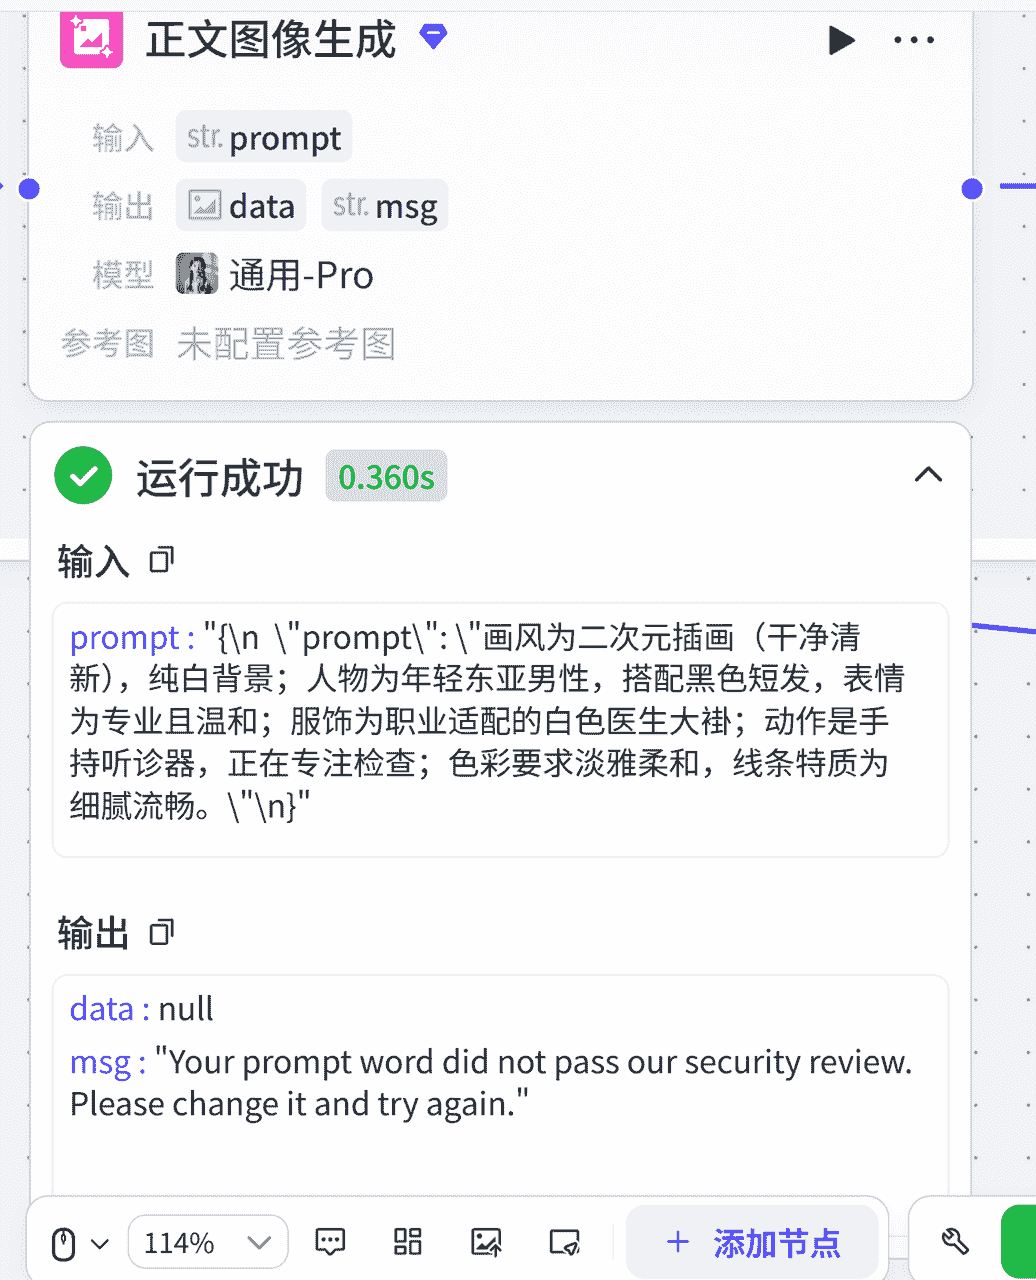 正文图像生成
输入 str. prompt
输出 data str. msg
模型 通用-Pro
参考图 未配置参考图
运行成功 0.360s
输入
prompt : "{\n  \"prompt\": \"画风为二次元插画（干净清
新），纯白背景；人物为年轻东亚男性，搭配黑色短发，表情
为专业且温和；服饰为职业适配的白色医生大褂；动作是手
持听诊器，正在专注检查；色彩要求淡雅柔和，线条特质为
细腻流畅。\"\n}"
输出
data : null
msg : "Your prompt word did not pass our security review.
Please change it and try again."
114% + 添加节点